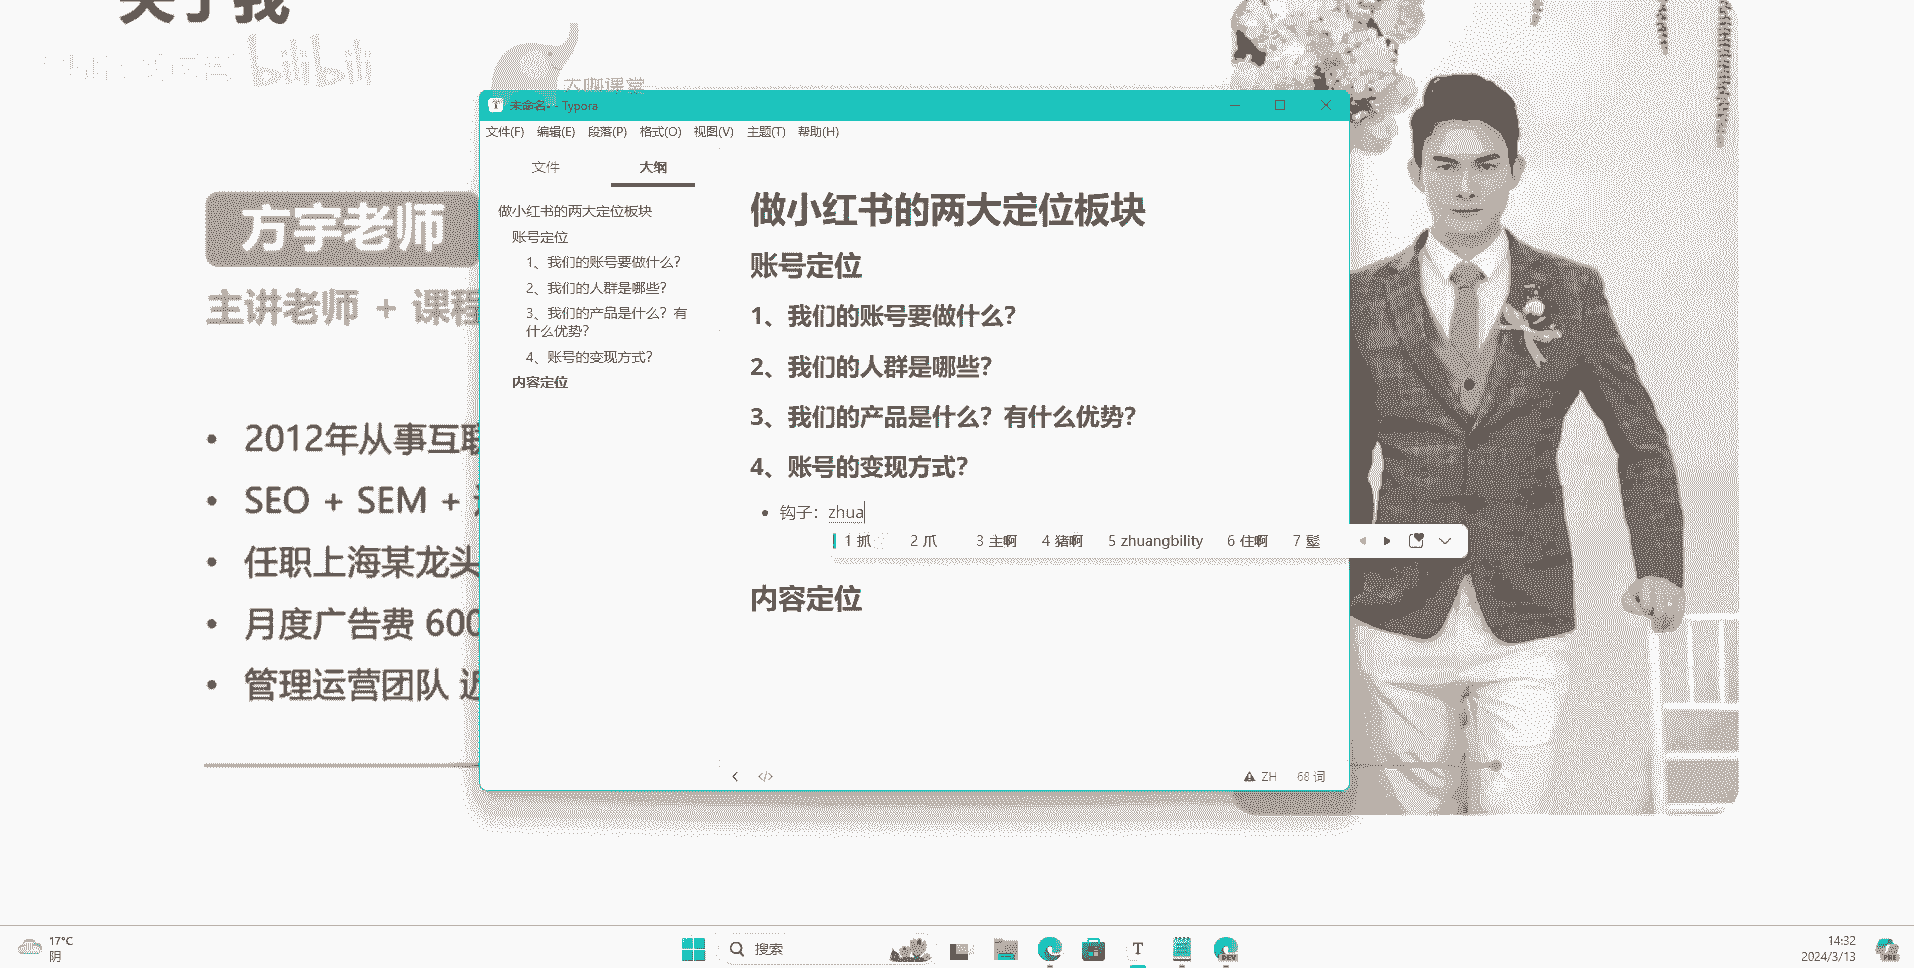 关于我
bilibili
大咖课堂
未命名 - Typora
文件(F) 编辑(E) 段落(P) 格式(O) 视图(V) 主题(T) 帮助(H)
文件 大纲
做小红书的两大定位板块
账号定位
1、我们的账号要做什么？
2、我们的人群是哪些？
3、我们的产品是什么？有
什么优势？
4、账号的变现方式？
内容定位
做小红书的两大定位板块
账号定位
1、我们的账号要做什么？
2、我们的人群是哪些？
3、我们的产品是什么？有什么优势？
4、账号的变现方式？
钩子：zhua
1 抓 2 爪 3 主啊 4 猪啊 5 zhuangbility 6 住啊 7 髽
内容定位
ZH 68 词
方宇老师
主讲老师 + 课程
• 2012年从事互联
• SEO + SEM +
• 任职上海某龙头
• 月度广告费 600
• 管理运营团队 近
17°C
阴
搜索
T
DEV
14:32
2024/3/13
PRE